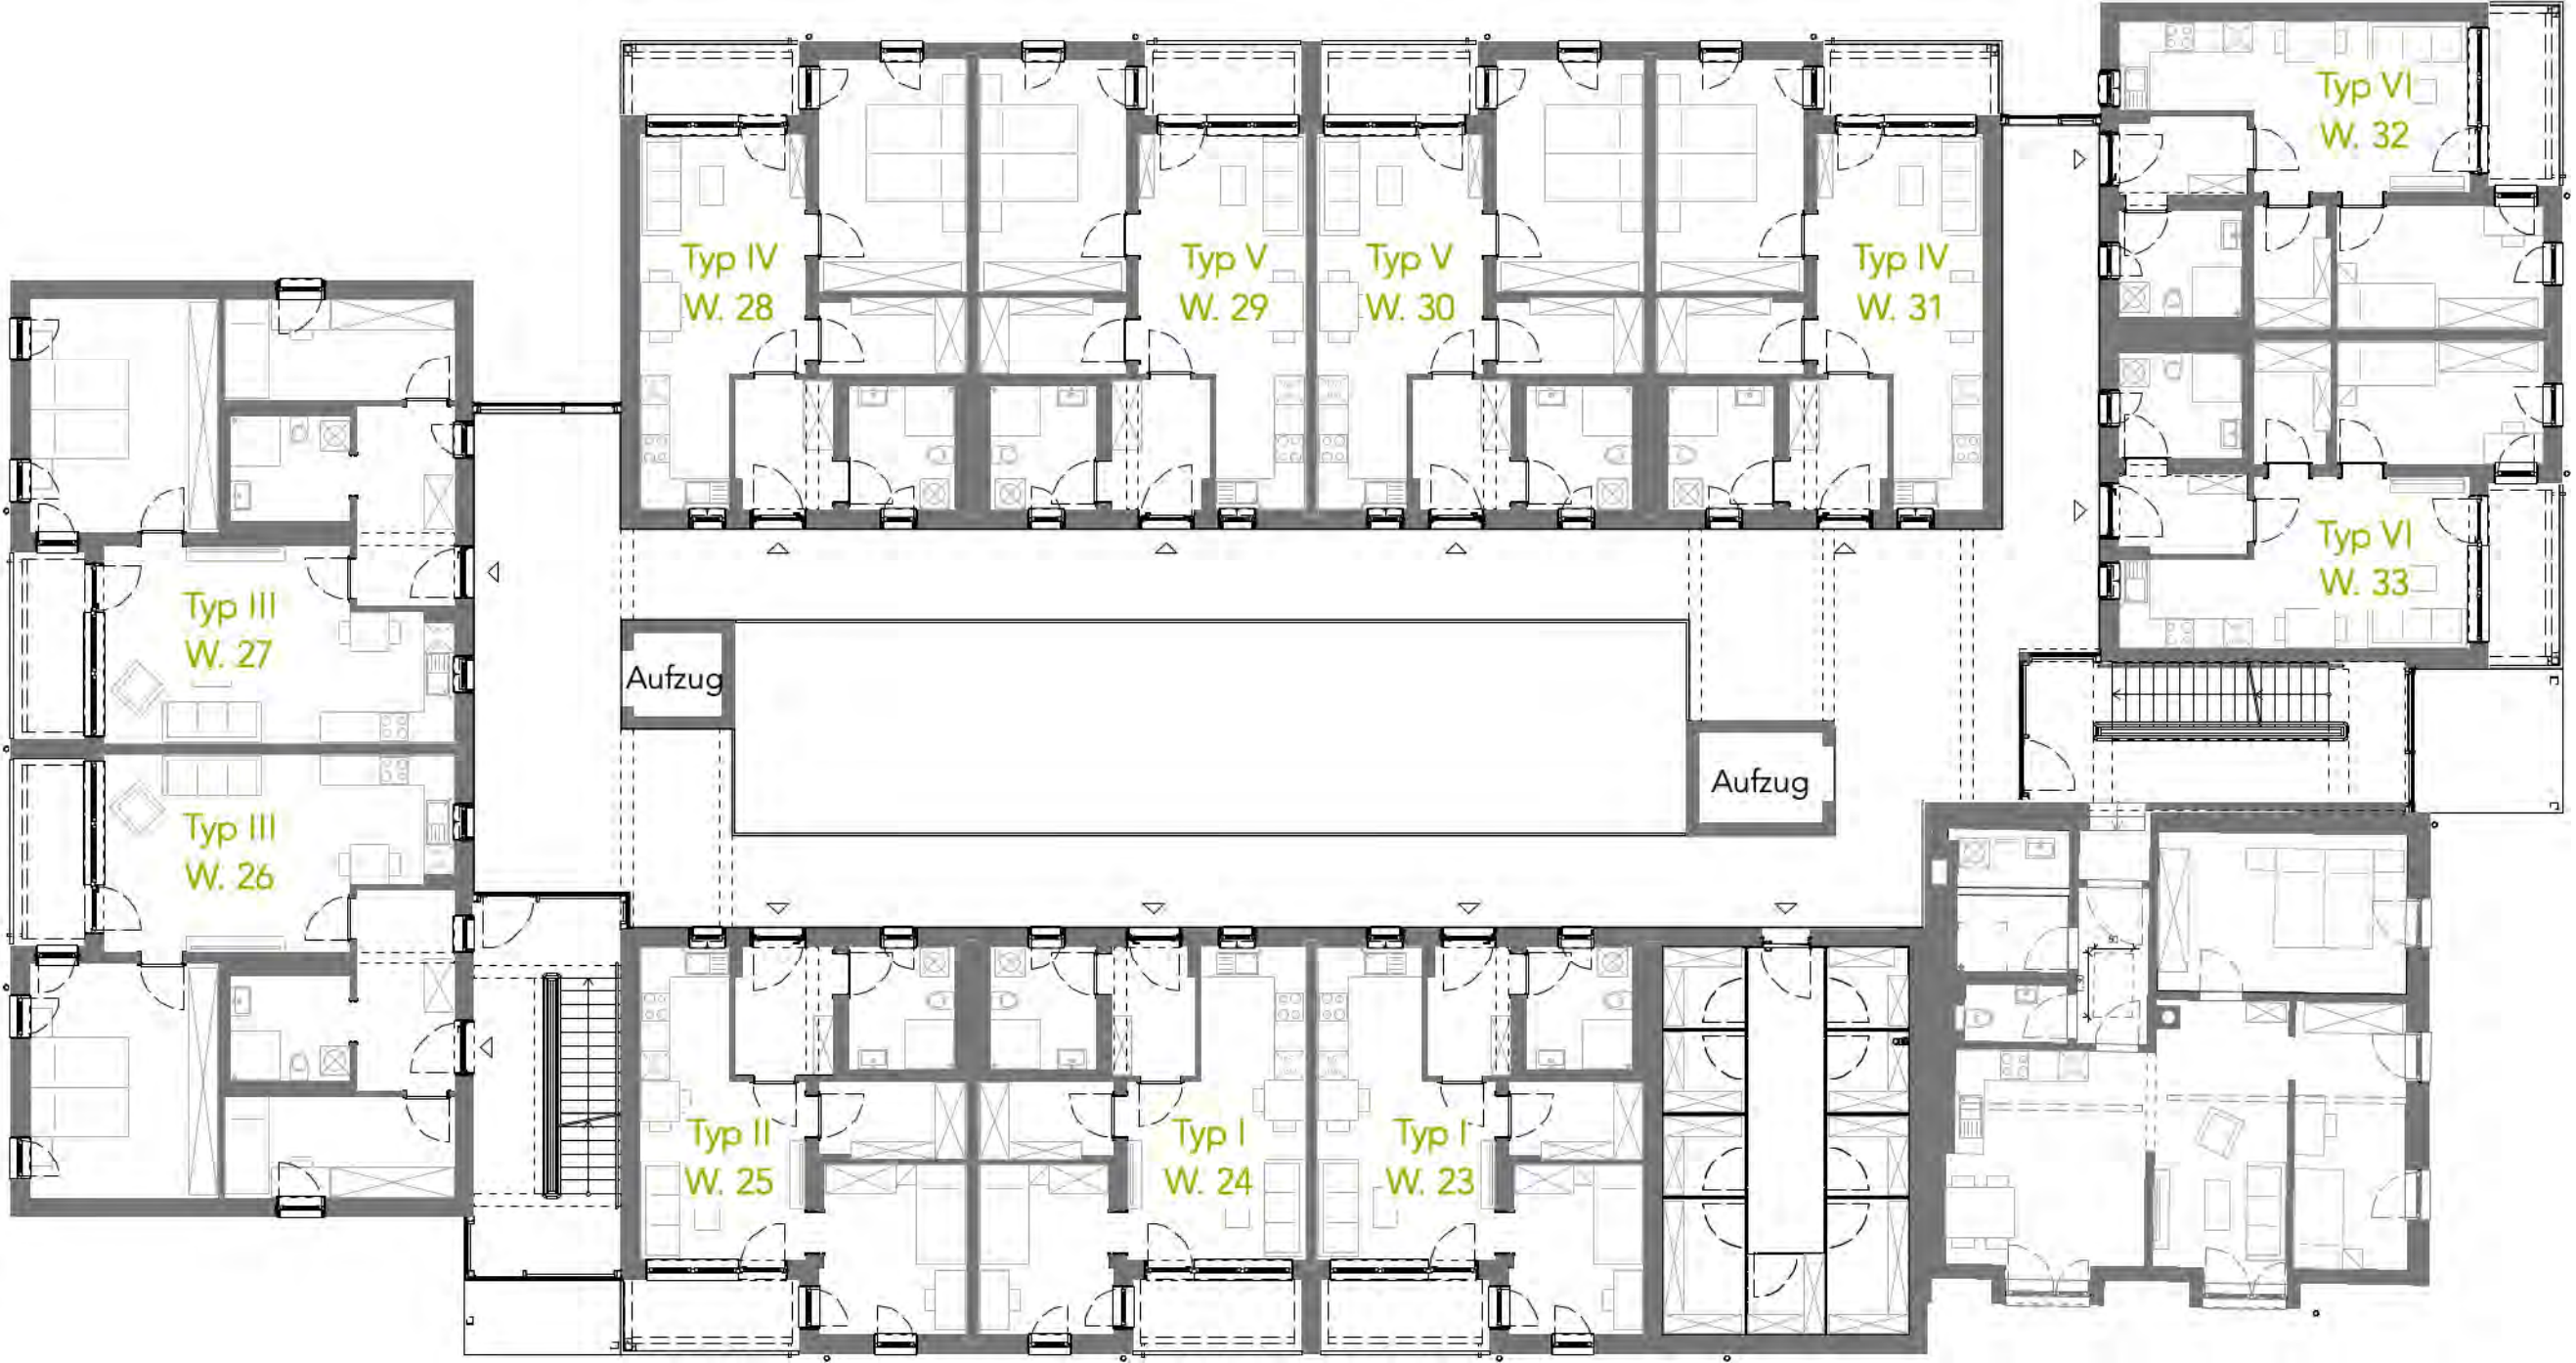 Typ VI
W. 32
Typ IV
W. 28
Typ V
W. 29
Typ V
W. 30
Typ IV
W. 31
Typ VI
W. 33
Typ III
W. 27
Aufzug
Aufzug
Typ III
W. 26
Typ II
W. 25
Typ I
W. 24
Typ I
W. 23